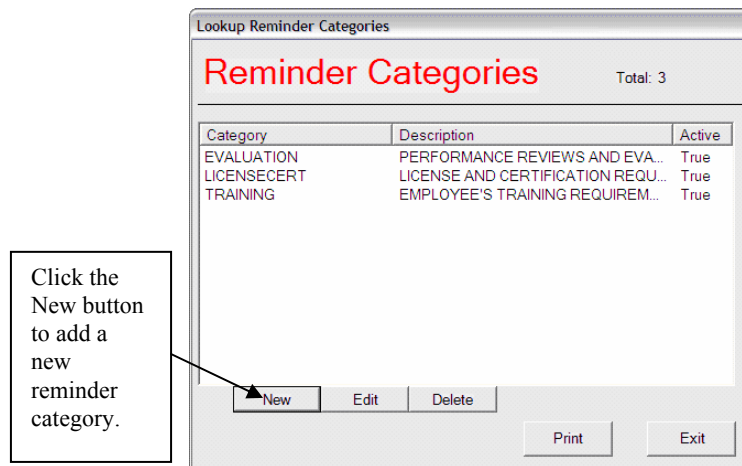 Lookup Reminder Categories
Reminder Categories
Total: 3
Category Description Active
EVALUATION PERFORMANCE REVIEWS AND EVA... True
LICENSECERT LICENSE AND CERTIFICATION REQU... True
TRAINING EMPLOYEE'S TRAINING REQUIREM... True
Click the
New button
to add a
new
reminder
category.
New Edit Delete
Print Exit